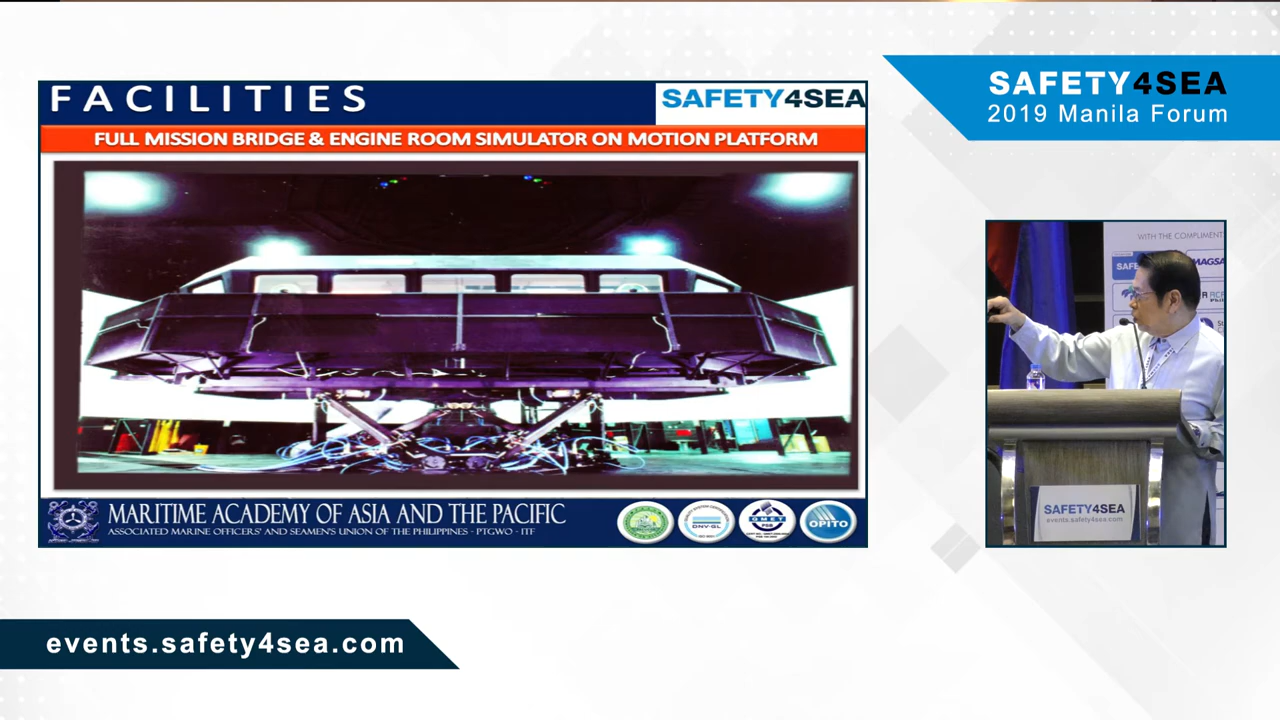 FACILITIES
SAFETY4SEA
FULL MISSION BRIDGE & ENGINE ROOM SIMULATOR ON MOTION PLATFORM
MARITIME ACADEMY OF ASIA AND THE PACIFIC
ASSOCIATED MARINE OFFICERS' AND SEAMEN'S UNION OF THE PHILIPPINES - PTGWO - ITF
DNV·GL
OPITO
SAFETY4SEA
2019 Manila Forum
WITH THE COMPLIMENT
SAFE
MAGSA
SAFETY4SEA
events.safety4sea.com
events.safety4sea.com